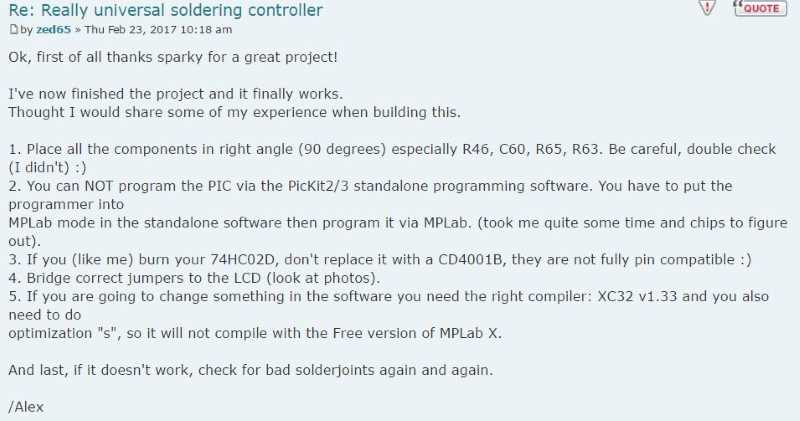 Re: Really universal soldering controller
QUOTE
by zed65 » Thu Feb 23, 2017 10:18 am
Ok, first of all thanks sparky for a great project!
I've now finished the project and it finally works.
Thought I would share some of my experience when building this.
1. Place all the components in right angle (90 degrees) especially R46, C60, R65, R63. Be careful, double check
(I didn't) :)
2. You can NOT program the PIC via the PicKit2/3 standalone programming software. You have to put the
programmer into
MPLab mode in the standalone software then program it via MPLab. (took me quite some time and chips to figure
out).
3. If you (like me) burn your 74HC02D, don't replace it with a CD4001B, they are not fully pin compatible :)
4. Bridge correct jumpers to the LCD (look at photos).
5. If you are going to change something in the software you need the right compiler: XC32 v1.33 and you also
need to do
optimization "s", so it will not compile with the Free version of MPLab X.
And last, if it doesn't work, check for bad solderjoints again and again.
/Alex